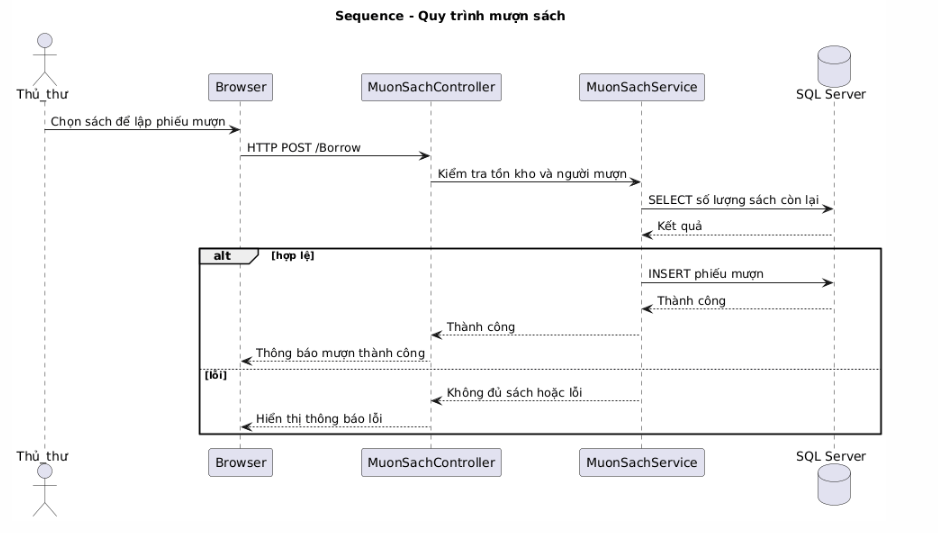 Sequence - Quy trình mượn sách
Thủ_thư
Browser
MuonSachController
MuonSachService
SQL Server
Chọn sách để lập phiếu mượn
HTTP POST /Borrow
Kiểm tra tồn kho và người mượn
SELECT số lượng sách còn lại
Kết quả
alt [hợp lệ]
INSERT phiếu mượn
Thành công
Thành công
Thông báo mượn thành công
[lỗi]
Không đủ sách hoặc lỗi
Hiển thị thông báo lỗi
Thủ_thư
Browser
MuonSachController
MuonSachService
SQL Server